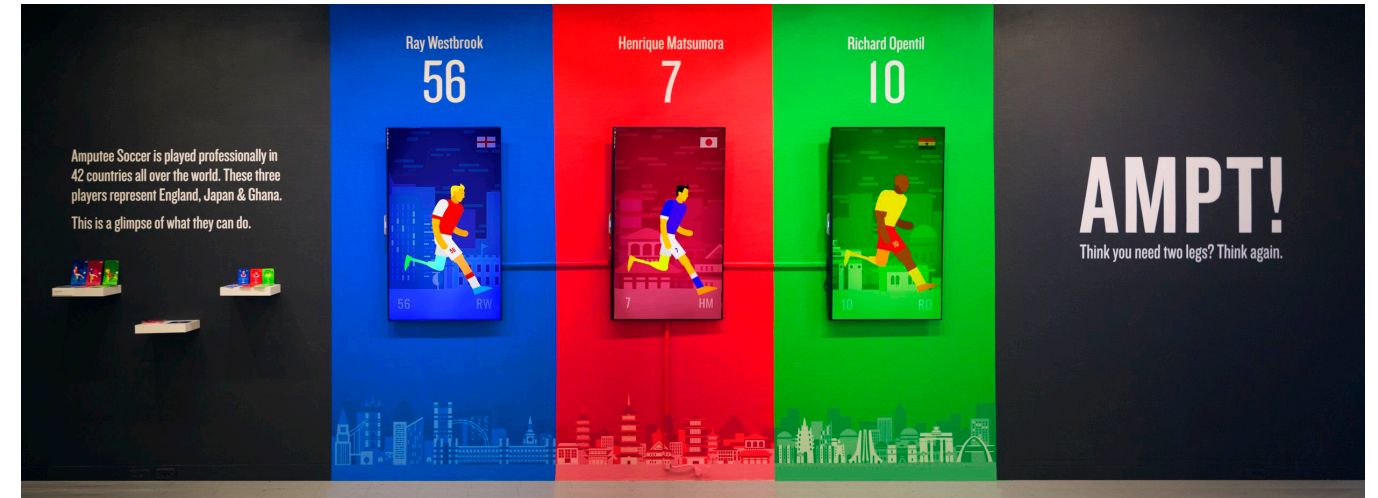 Amputee Soccer is played professionally in
42 countries all over the world. These three
players represent England, Japan & Ghana.
This is a glimpse of what they can do.
Ray Westbrook
56
56 RW
Henrique Matsumora
7
7
7 HM
Richard Opentil
10
10
10 RO
AMPT!
Think you need two legs? Think again.